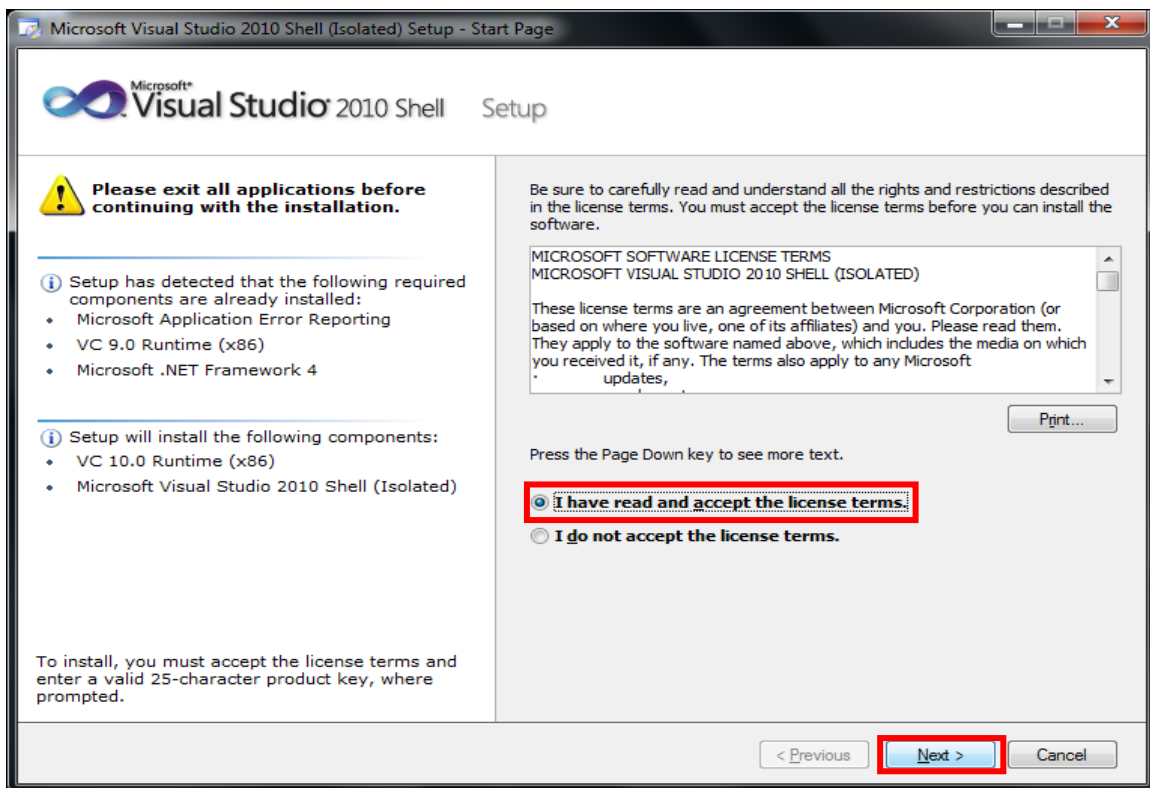 Microsoft Visual Studio 2010 Shell (Isolated) Setup - Start Page
Microsoft
Visual Studio 2010 Shell Setup
Please exit all applications before
continuing with the installation.
Setup has detected that the following required
components are already installed:
• Microsoft Application Error Reporting
• VC 9.0 Runtime (x86)
• Microsoft .NET Framework 4
Setup will install the following components:
• VC 10.0 Runtime (x86)
• Microsoft Visual Studio 2010 Shell (Isolated)
To install, you must accept the license terms and
enter a valid 25-character product key, where
prompted.
Be sure to carefully read and understand all the rights and restrictions described
in the license terms. You must accept the license terms before you can install the
software.
MICROSOFT SOFTWARE LICENSE TERMS
MICROSOFT VISUAL STUDIO 2010 SHELL (ISOLATED)
These license terms are an agreement between Microsoft Corporation (or
based on where you live, one of its affiliates) and you. Please read them.
They apply to the software named above, which includes the media on which
you received it, if any. The terms also apply to any Microsoft
· updates,
Print...
Press the Page Down key to see more text.
I have read and accept the license terms.
I do not accept the license terms.
< Previous
Next >
Cancel